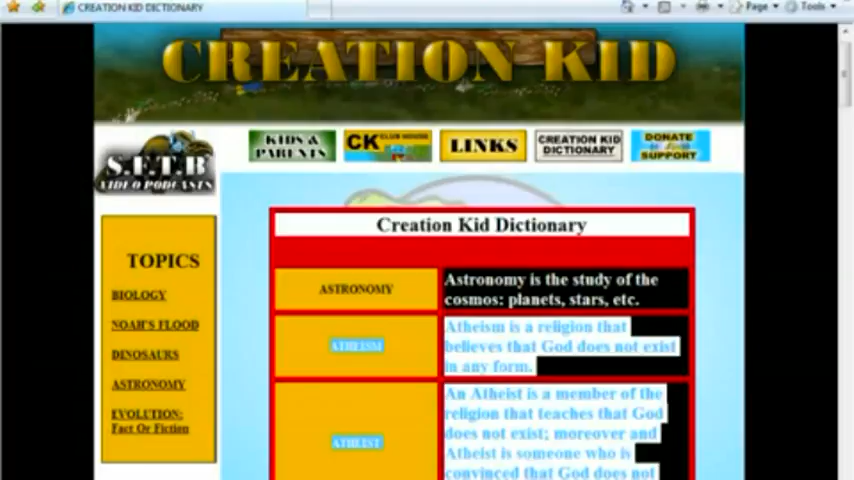 CREATION KID DICTIONARY
Page
Tools
CREATION KID
S.F.T.B
VIDEO PODCASTS
KIDS &
PARENTS
CK CLUB HOUSE
LINKS
CREATION KID
DICTIONARY
DONATE
SUPPORT
Creation Kid Dictionary
TOPICS
BIOLOGY
NOAH'S FLOOD
DINOSAURS
ASTRONOMY
EVOLUTION:
Fact Or Fiction
ASTRONOMY
Astronomy is the study of the
cosmos: planets, stars, etc.
ATHEISM
Atheism is a religion that
believes that God does not exist
in any form.
ATHEIST
An Atheist is a member of the
religion that teaches that God
does not exist; moreover and
Atheist is someone who is
convinced that God does not